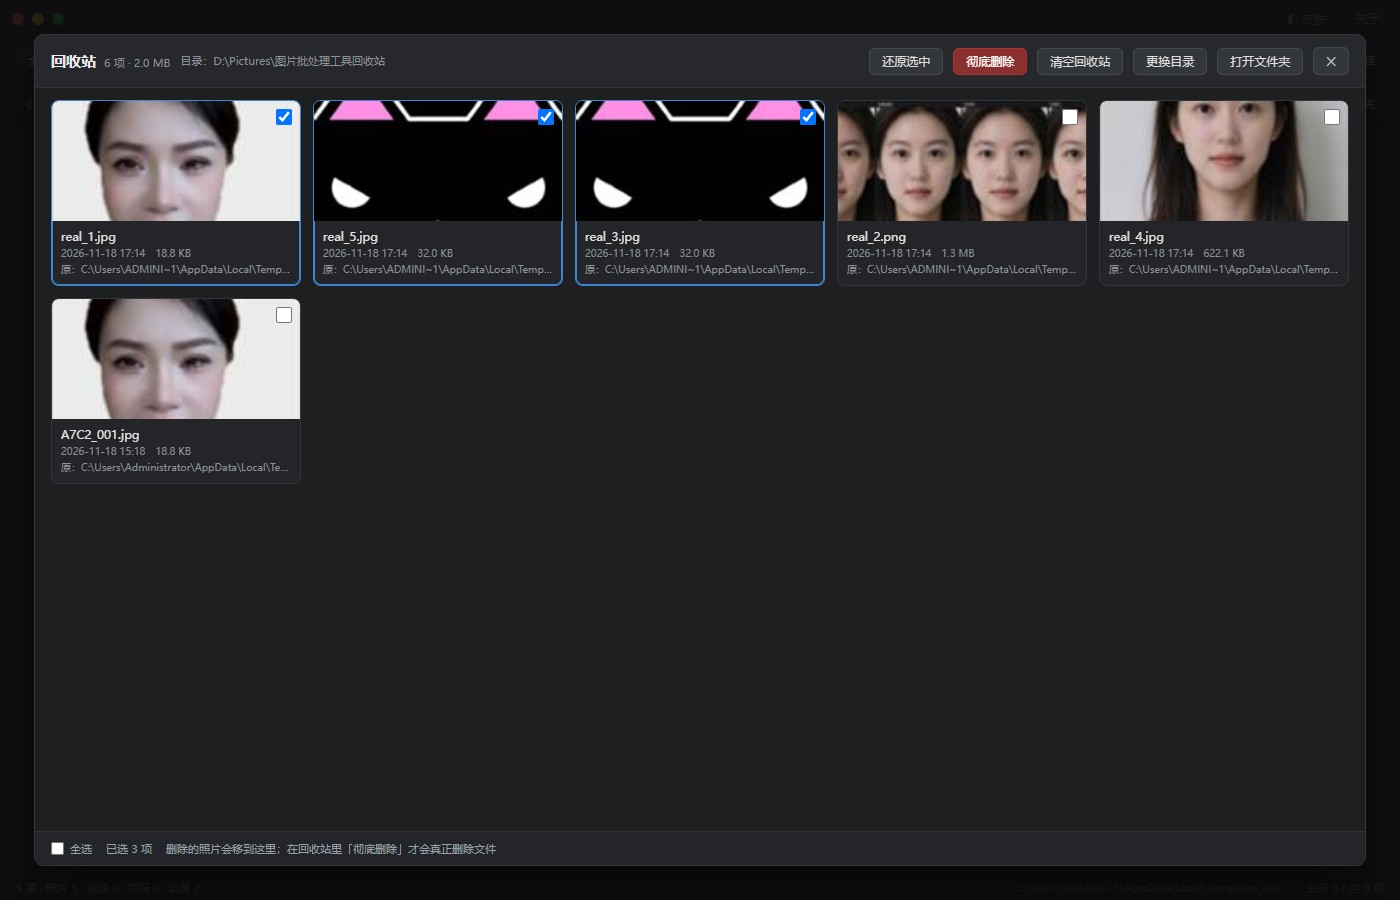 皮肤 关于
回收站 6 项 · 2.0 MB 目录：D:\Pictures\图片批处理工具回收站 还原选中 彻底删除 清空回收站 更换目录 打开文件夹 ×
real_1.jpg
2026-11-18 17:14 18.8 KB
原：C:\Users\ADMINI~1\AppData\Local\Temp...
real_5.jpg
2026-11-18 17:14 32.0 KB
原：C:\Users\ADMINI~1\AppData\Local\Temp...
real_3.jpg
2026-11-18 17:14 32.0 KB
原：C:\Users\ADMINI~1\AppData\Local\Temp...
real_2.png
2026-11-18 17:14 1.3 MB
原：C:\Users\ADMINI~1\AppData\Local\Temp...
real_4.jpg
2026-11-18 17:14 622.1 KB
原：C:\Users\ADMINI~1\AppData\Local\Temp...
A7C2_001.jpg
2026-11-18 15:18 18.8 KB
原：C:\Users\Administrator\AppData\Local\Te...
全选 已选 3 项 删除的照片会移到这里；在回收站里「彻底删除」才会真正删除文件